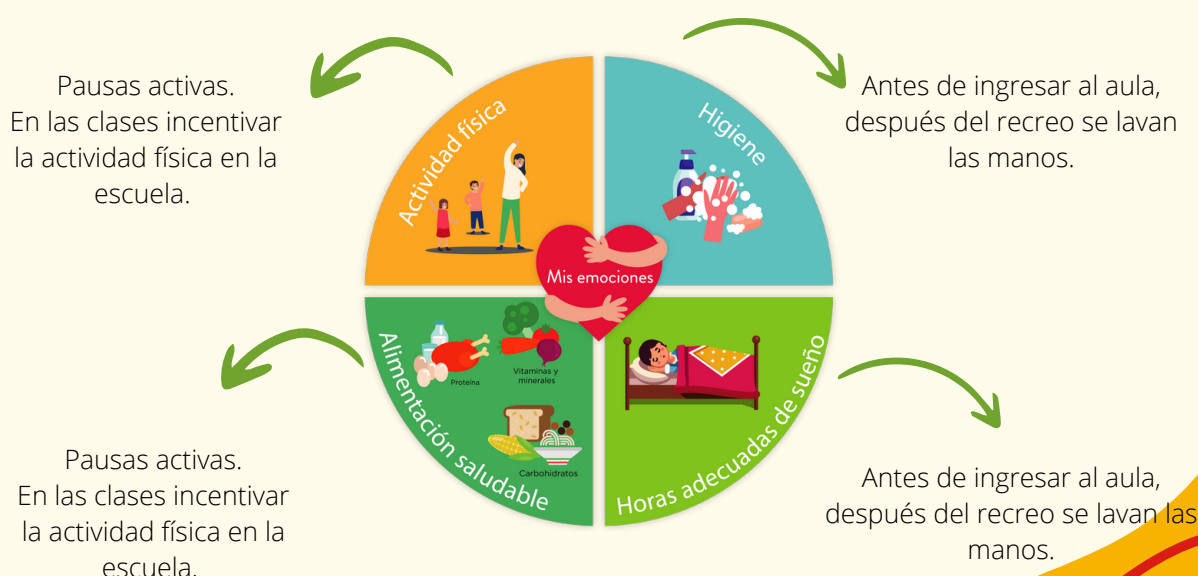 Pausas activas.
En las clases incentivar
la actividad física en la
escuela.
Actividad física
Higiene
Antes de ingresar al aula,
después del recreo se lavan
las manos.
Mis emociones
Alimentación saludable
Proteína
Vitaminas y
minerales
Carbohidratos
Horas adecuadas de sueño
Pausas activas.
En las clases incentivar
la actividad física en la
escuela.
Antes de ingresar al aula,
después del recreo se lavan las
manos.